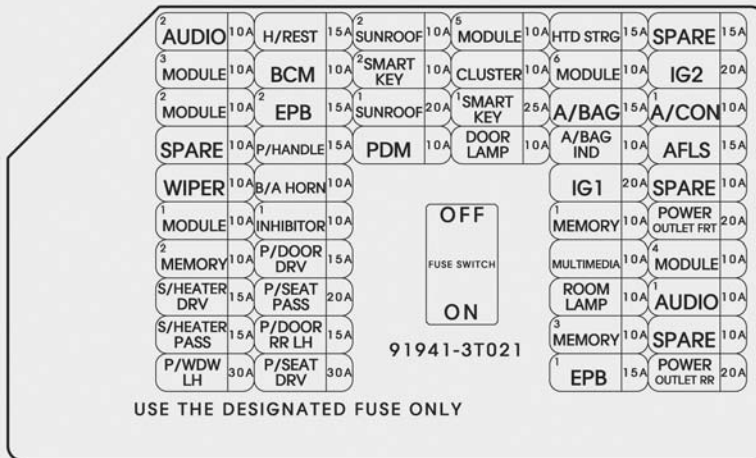 2 AUDIO 10A H/REST 15A 2 SUNROOF 10A 5 MODULE 10A HTD STRG 15A SPARE 15A
3 MODULE 10A BCM 10A 2 SMART KEY 10A CLUSTER 10A 6 MODULE 10A IG2 20A
2 MODULE 10A 2 EPB 15A 1 SUNROOF 20A 1 SMART KEY 25A A/BAG 15A 1 A/CON 10A
SPARE 10A P/HANDLE 15A PDM 10A DOOR LAMP 10A A/BAG IND 10A AFLS 15A
WIPER 10A B/A HORN 10A IG1 20A SPARE 10A
1 MODULE 10A 1 INHIBITOR 10A OFF 1 MEMORY 10A POWER OUTLET FRT 20A
2 MEMORY 10A P/DOOR DRV 15A FUSE SWITCH MULTIMEDIA 10A 4 MODULE 10A
S/HEATER DRV 15A P/SEAT PASS 20A ON ROOM LAMP 10A 1 AUDIO 10A
S/HEATER PASS 15A P/DOOR RR LH 15A 91941-3T021 3 MEMORY 10A SPARE 10A
P/WDW LH 30A P/SEAT DRV 30A 1 EPB 15A POWER OUTLET RR 20A
USE THE DESIGNATED FUSE ONLY